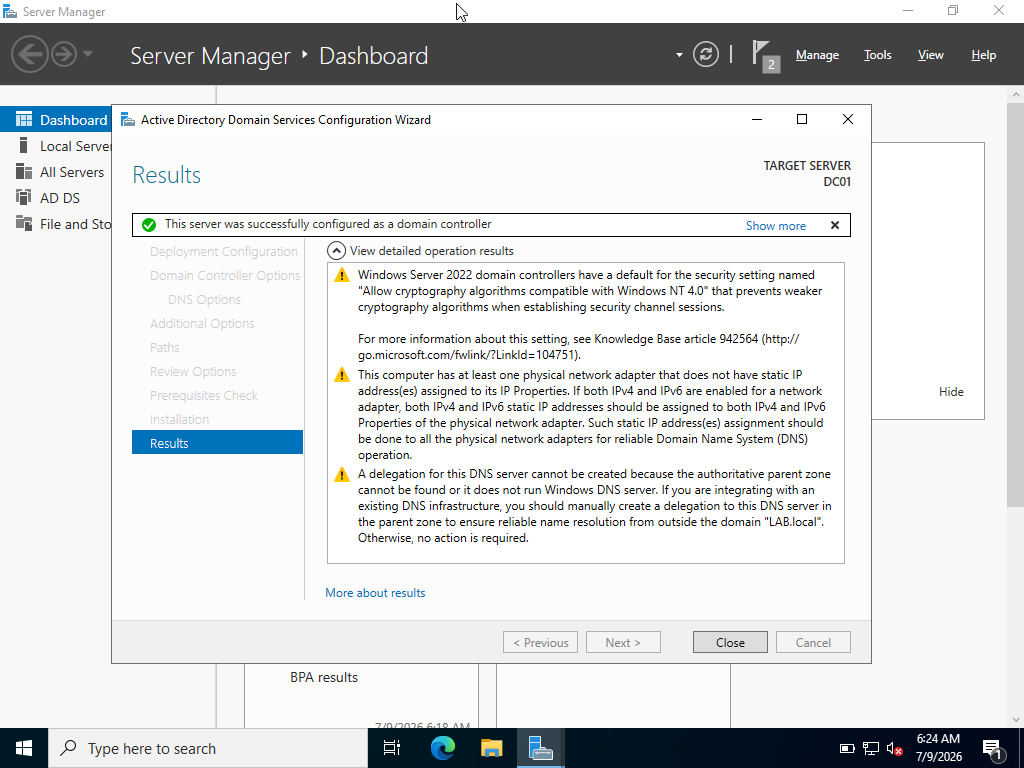 Server Manager
Server Manager ‣ Dashboard
2
Manage
Tools
View
Help
Dashboard
Local Server
All Servers
AD DS
File and Sto
Active Directory Domain Services Configuration Wizard
Results
TARGET SERVER
DC01
This server was successfully configured as a domain controller
Show more
Deployment Configuration
Domain Controller Options
DNS Options
Additional Options
Paths
Review Options
Prerequisites Check
Installation
Results
View detailed operation results
Windows Server 2022 domain controllers have a default for the security setting named
"Allow cryptography algorithms compatible with Windows NT 4.0" that prevents weaker
cryptography algorithms when establishing security channel sessions.
For more information about this setting, see Knowledge Base article 942564 (http://
go.microsoft.com/fwlink/?LinkId=104751).
This computer has at least one physical network adapter that does not have static IP
address(es) assigned to its IP Properties. If both IPv4 and IPv6 are enabled for a network
adapter, both IPv4 and IPv6 static IP addresses should be assigned to both IPv4 and IPv6
Properties of the physical network adapter. Such static IP address(es) assignment should
be done to all the physical network adapters for reliable Domain Name System (DNS)
operation.
A delegation for this DNS server cannot be created because the authoritative parent zone
cannot be found or it does not run Windows DNS server. If you are integrating with an
existing DNS infrastructure, you should manually create a delegation to this DNS server in
the parent zone to ensure reliable name resolution from outside the domain "LAB.local".
Otherwise, no action is required.
More about results
< Previous
Next >
Close
Cancel
Hide
BPA results
7/9/2026 6:18 AM
Type here to search
6:24 AM
7/9/2026
1